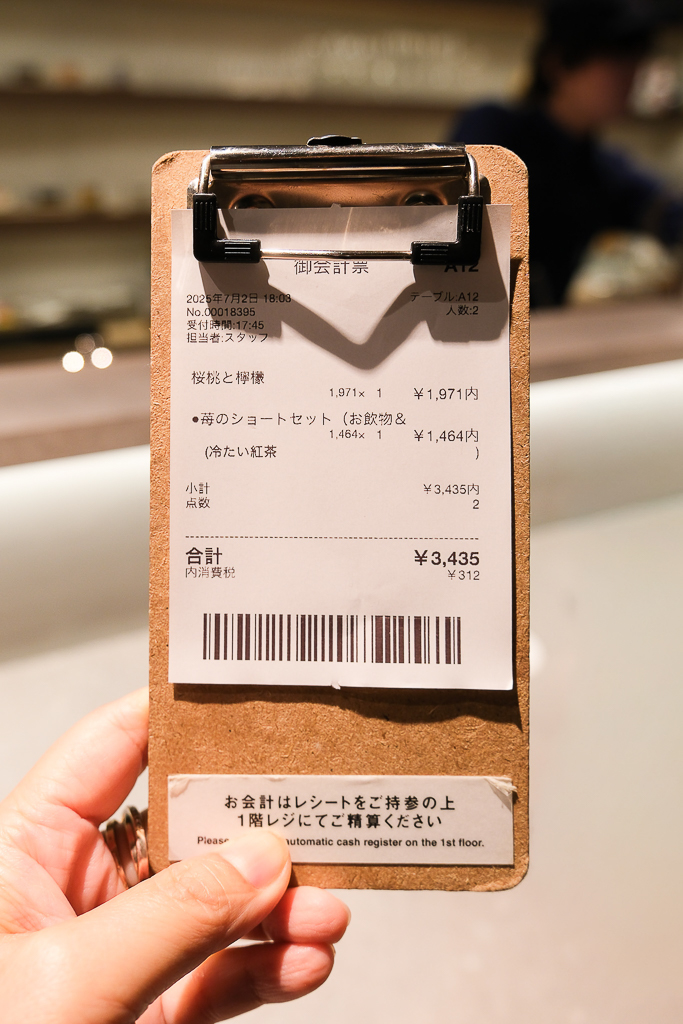 御会計票 A12
2025年7月2日 18:03 テーブル:A12
No.00018395 人数:2
受付時間:17:45
担当者:スタッフ
桜桃と檸檬
1,971× 1 ¥1,971内
●苺のショートセット（お飲物&
1,464× 1 ¥1,464内
(冷たい紅茶 )
小計 ¥3,435内
点数 2
合計 ¥3,435
内消費税 ¥312
お会計はレシートをご持参の上
1階レジにてご精算ください
Please automatic cash register on the 1st floor.